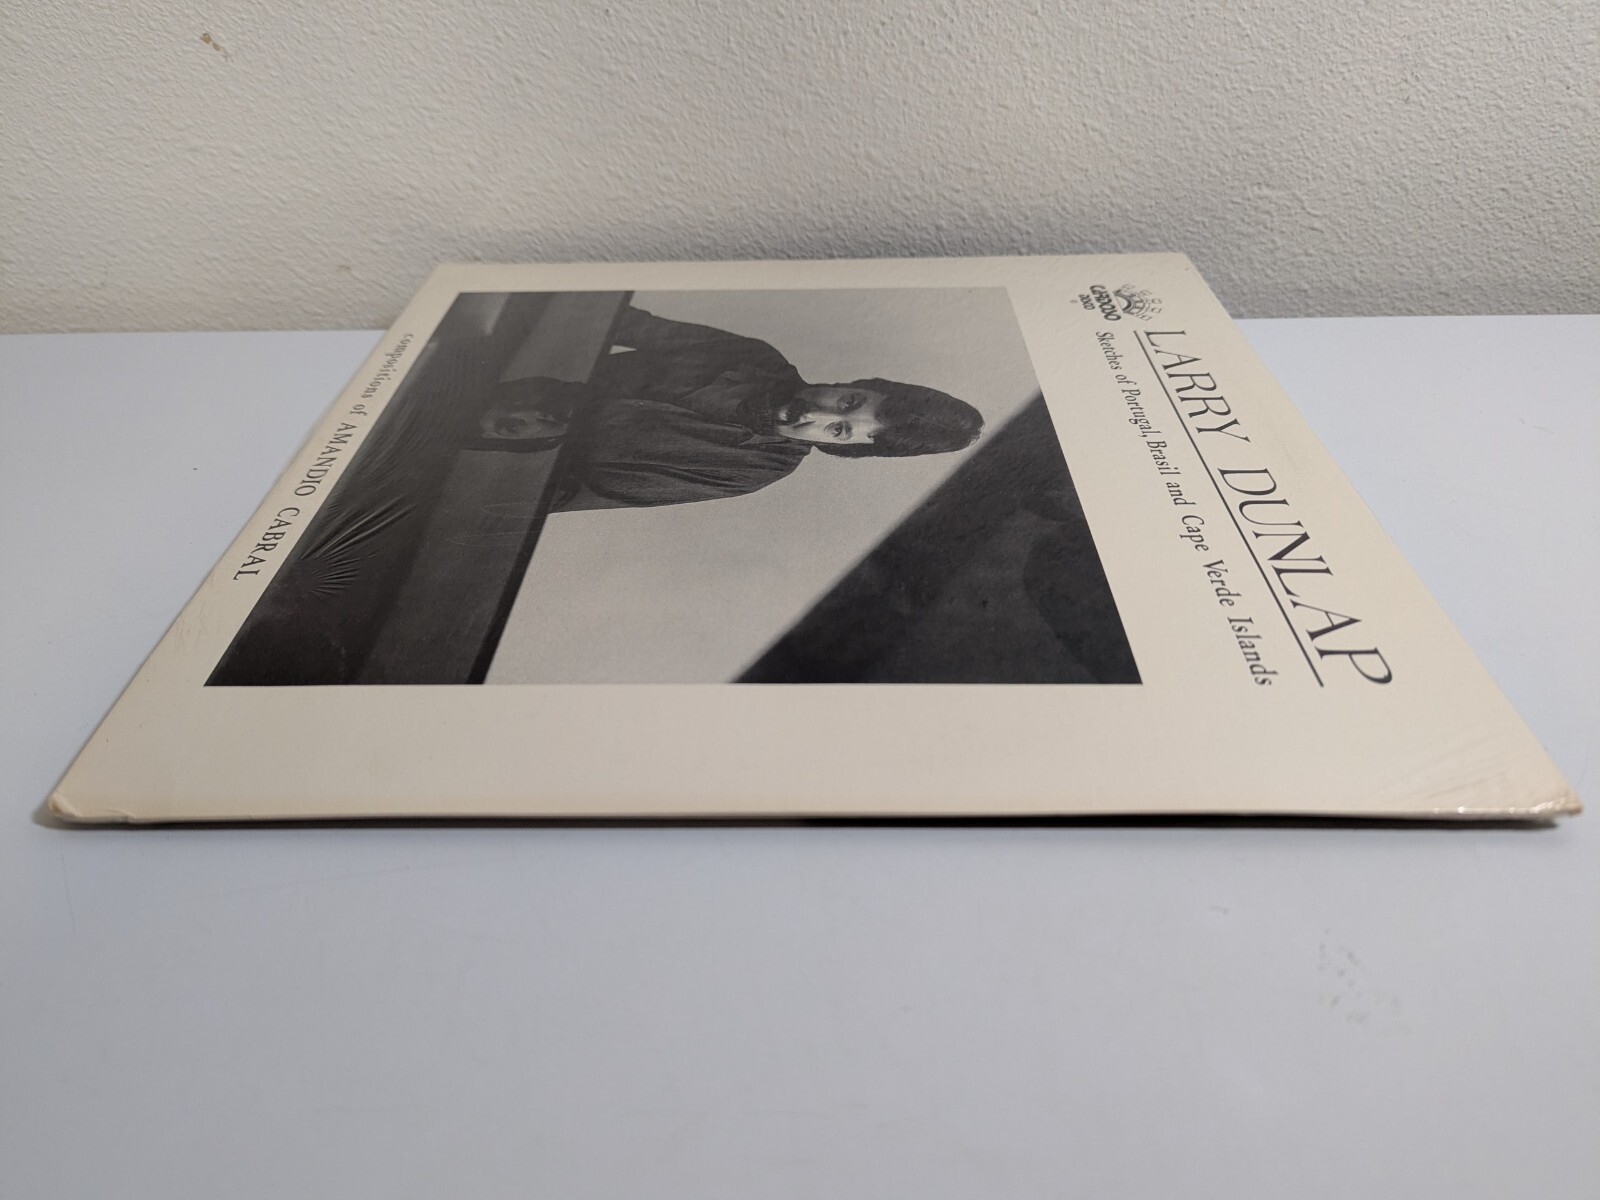 LARRY DUNLAP
Sketches of Portugal, Brasil and Cape Verde Islands
compositions of AMANDIO CABRAL